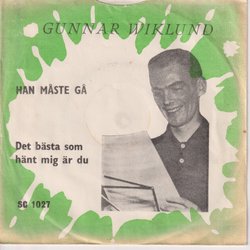 GUNNAR WIKLUND
HAN MÅSTE GÅ
Det bästa som
hänt mig är du
SC 1027